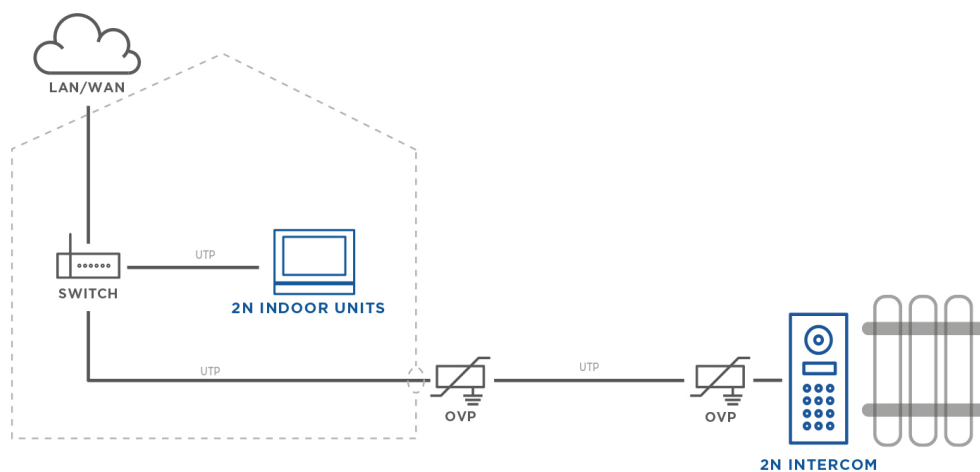 LAN/WAN
UTP
SWITCH
2N INDOOR UNITS
UTP
UTP
OVP
OVP
2N INTERCOM